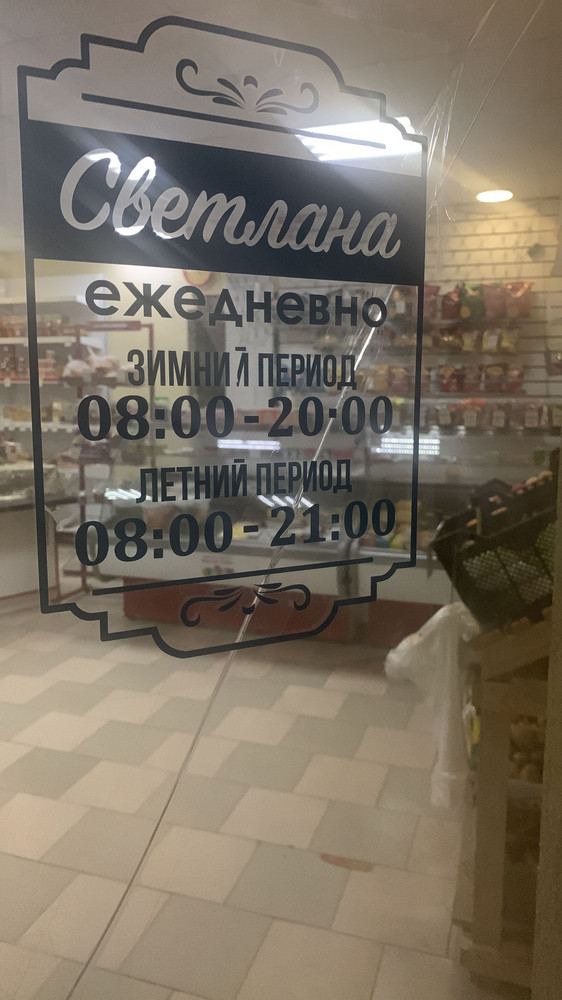 Светлана
ежедневно
ЗИМНИЙ ПЕРИОД
08:00-20:00
ЛЕТНИЙ ПЕРИОД
08:00-21:00